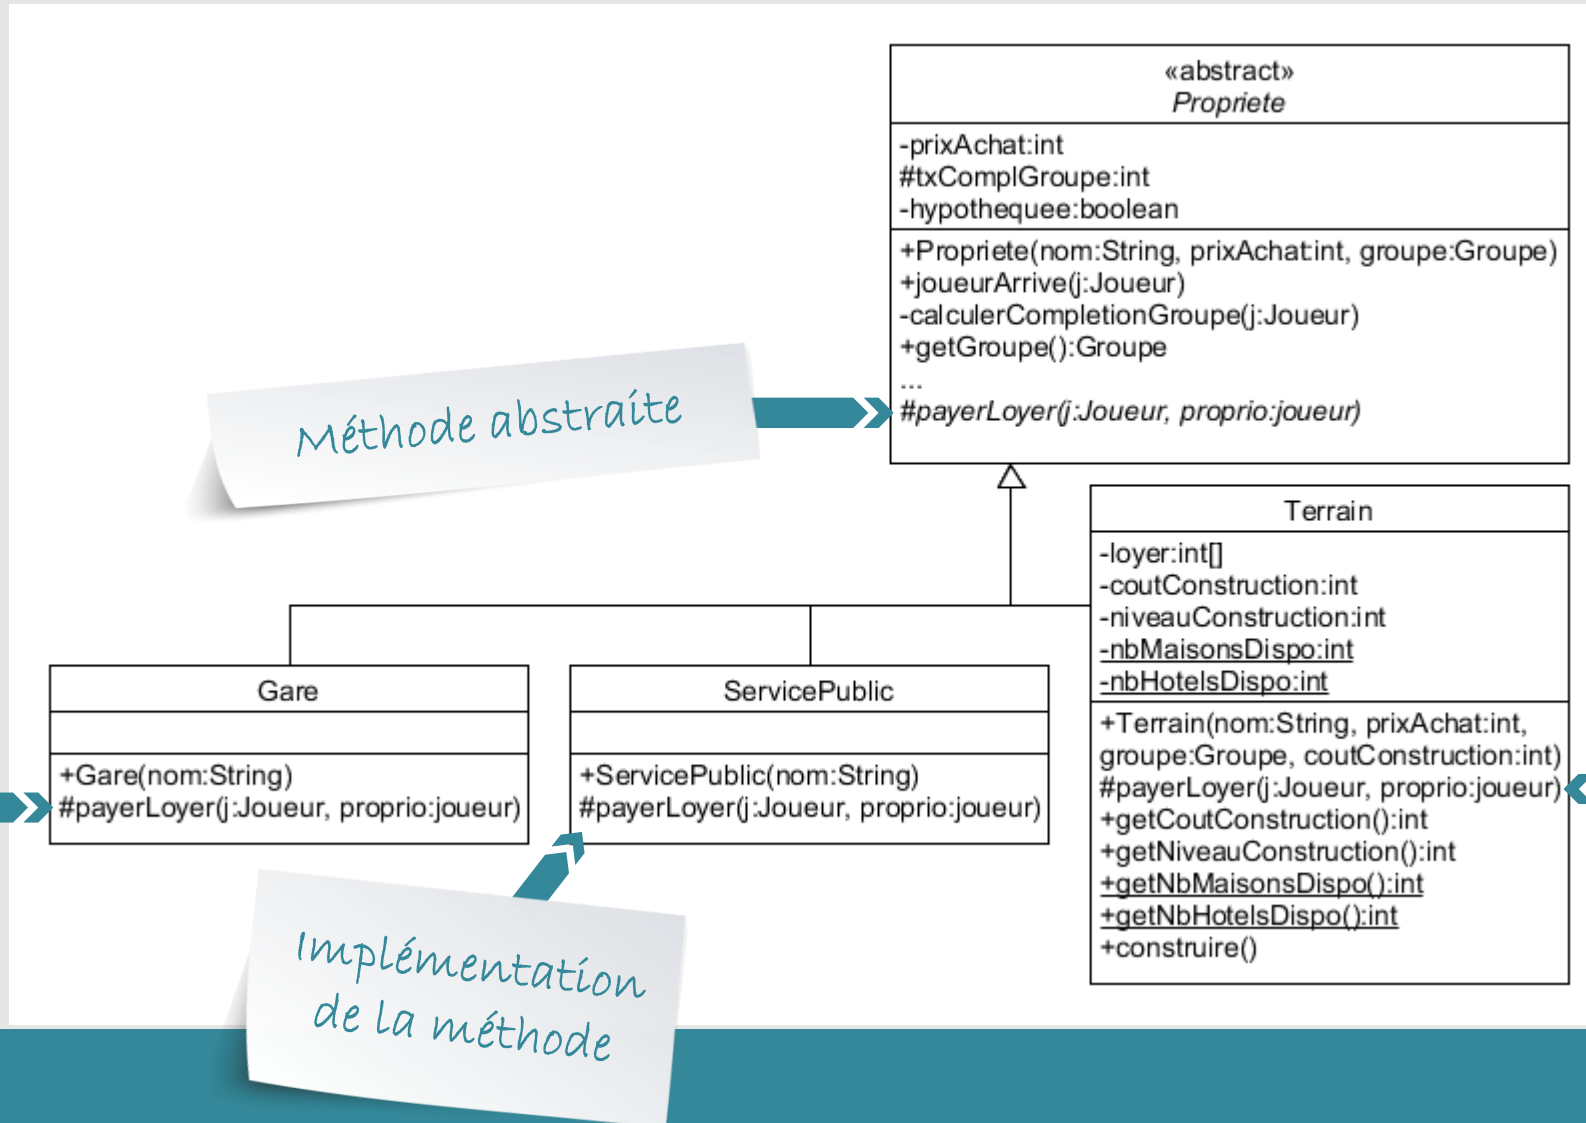 «abstract»
Propriete
-prixAchat:int
#txComplGroupe:int
-hypothequee:boolean
+Propriete(nom:String, prixAchat:int, groupe:Groupe)
+joueurArrive(j:Joueur)
-calculerCompletionGroupe(j:Joueur)
+getGroupe():Groupe
...
#payerLoyer(j:Joueur, proprio:joueur)
Méthode abstraite
Terrain
-loyer:int[]
-coutConstruction:int
-niveauConstruction:int
-nbMaisonsDispo:int
-nbHotelsDispo:int
+Terrain(nom:String, prixAchat:int,
groupe:Groupe, coutConstruction:int)
#payerLoyer(j:Joueur, proprio:joueur)
+getCoutConstruction():int
+getNiveauConstruction():int
+getNbMaisonsDispo():int
+getNbHotelsDispo():int
+construire()
Gare
+Gare(nom:String)
#payerLoyer(j:Joueur, proprio:joueur)
ServicePublic
+ServicePublic(nom:String)
#payerLoyer(j:Joueur, proprio:joueur)
Implémentation
de la méthode